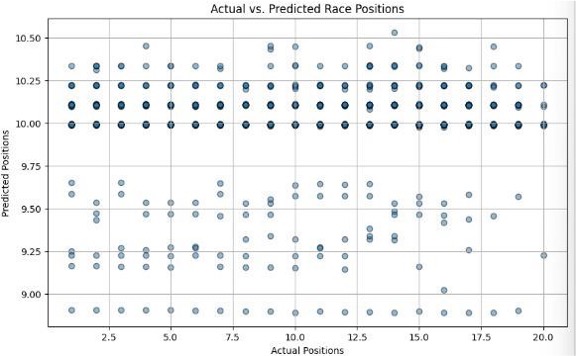 Actual vs. Predicted Race Positions
10.50
10.25
10.00
9.75
9.50
9.25
9.00
Predicted Positions
2.5 5.0 7.5 10.0 12.5 15.0 17.5 20.0
Actual Positions